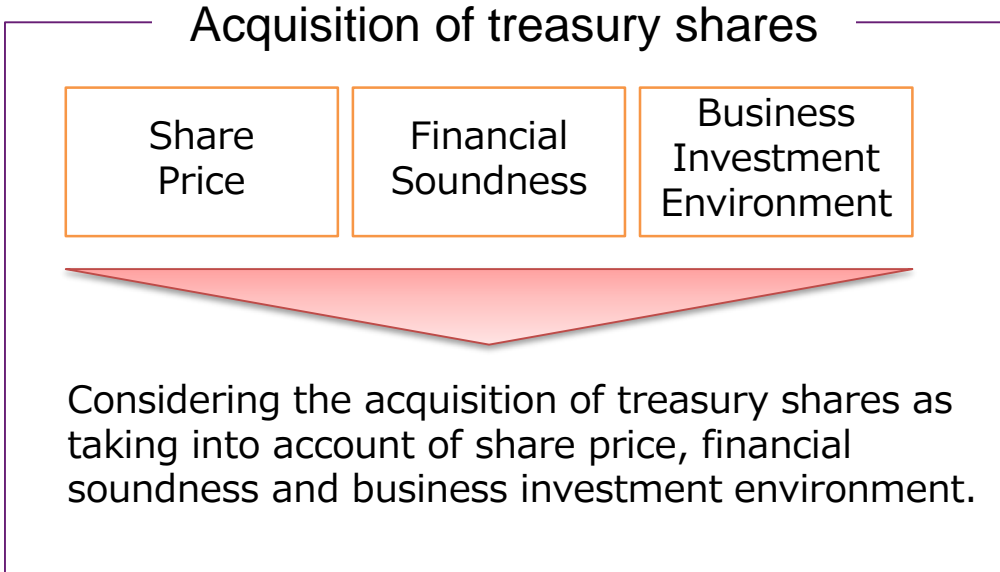 Acquisition of treasury shares
Share
Price
Financial
Soundness
Business
Investment
Environment
Considering the acquisition of treasury shares as
taking into account of share price, financial
soundness and business investment environment.